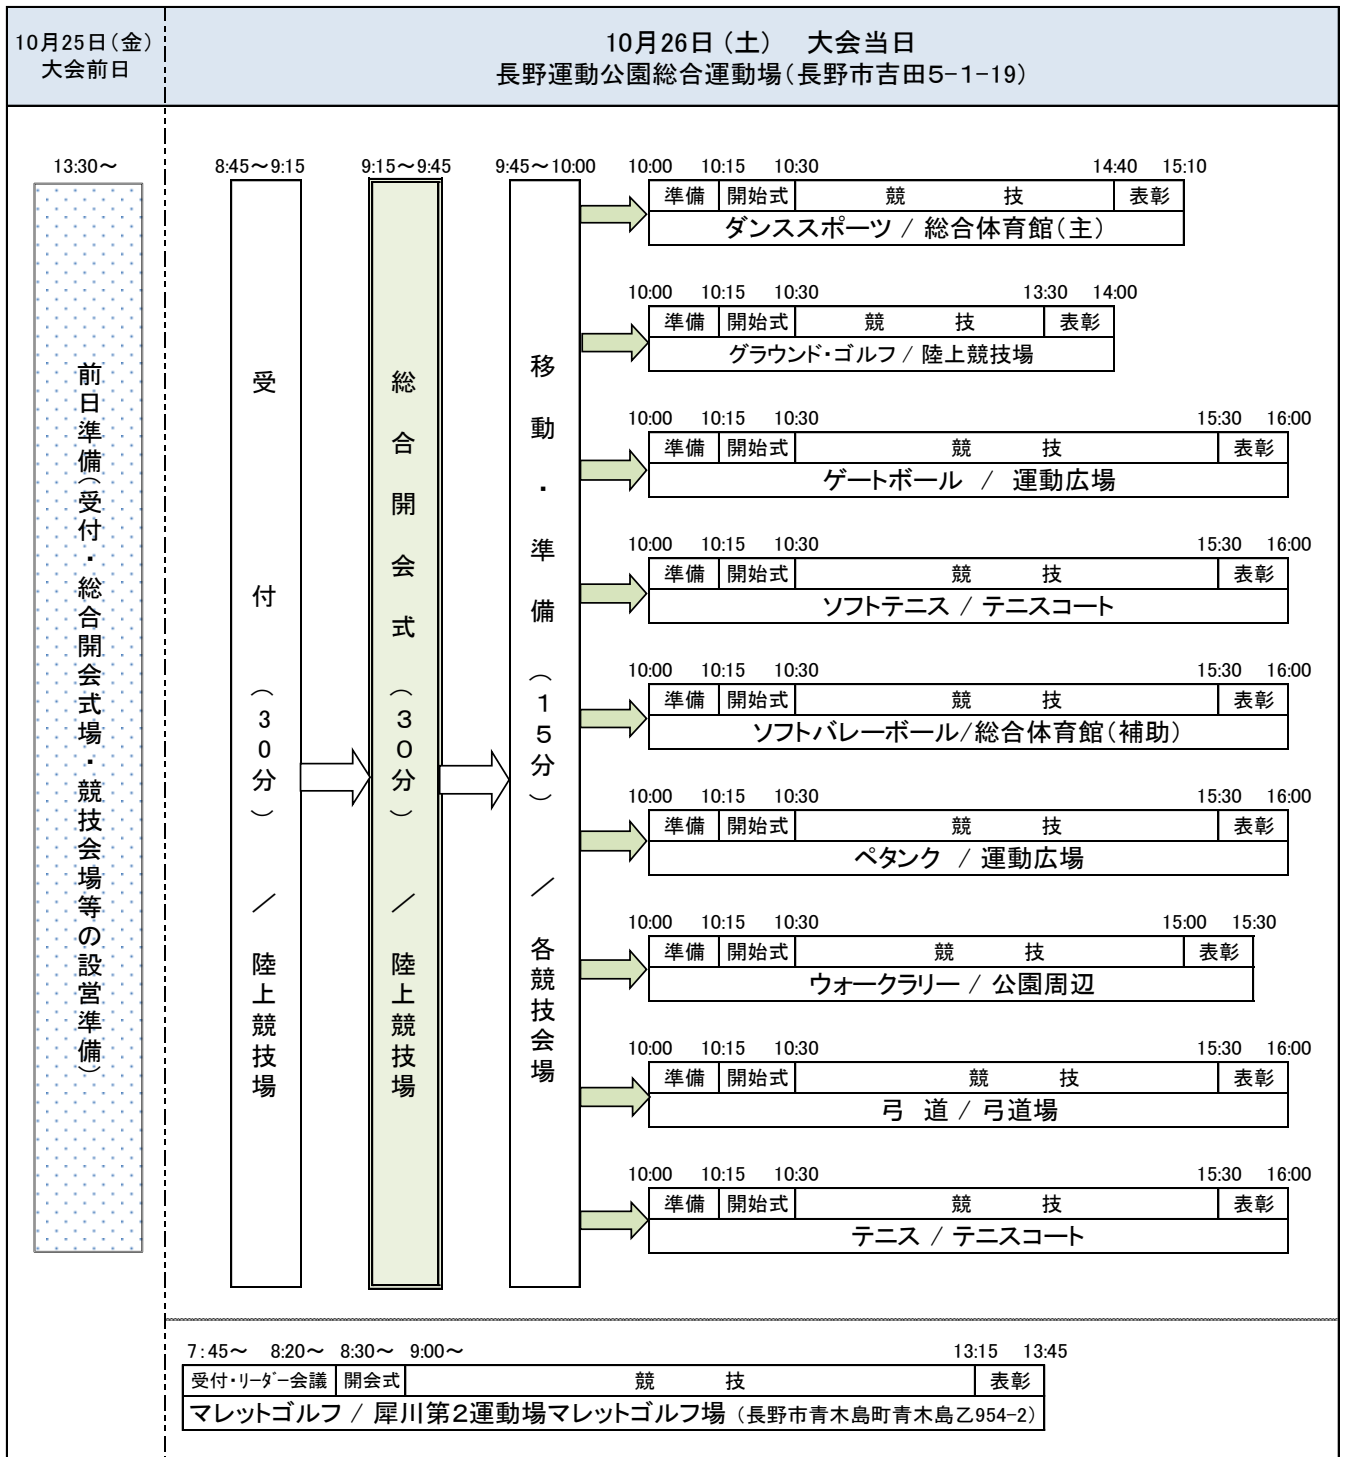 10月25日（金）
大会前日
10月26日（土）　大会当日
長野運動公園総合運動場（長野市吉田５-１-19）
13:30～
前日準備（受付・総合開会式場・競技会場等の設営準備）
8:45～9:15
受付（３０分）／陸上競技場
9:15～9:45
総合開会式（３０分）／陸上競技場
9:45～10:00
移動・準備（１５分）／各競技会場
10:00 10:15 10:30 14:40 15:10
準備 開始式 競技 表彰
ダンススポーツ / 総合体育館（主）
10:00 10:15 10:30 13:30 14:00
準備 開始式 競技 表彰
グラウンド・ゴルフ / 陸上競技場
10:00 10:15 10:30 15:30 16:00
準備 開始式 競技 表彰
ゲートボール / 運動広場
10:00 10:15 10:30 15:30 16:00
準備 開始式 競技 表彰
ソフトテニス / テニスコート
10:00 10:15 10:30 15:30 16:00
準備 開始式 競技 表彰
ソフトバレーボール/総合体育館（補助）
10:00 10:15 10:30 15:30 16:00
準備 開始式 競技 表彰
ペタンク / 運動広場
10:00 10:15 10:30 15:00 15:30
準備 開始式 競技 表彰
ウォークラリー / 公園周辺
10:00 10:15 10:30 15:30 16:00
準備 開始式 競技 表彰
弓 道 / 弓道場
10:00 10:15 10:30 15:30 16:00
準備 開始式 競技 表彰
テニス / テニスコート
7:45～ 8:20～ 8:30～ 9:00～ 13:15 13:45
受付・ﾘｰﾀﾞｰ会議 開会式 競技 表彰
マレットゴルフ / 犀川第２運動場マレットゴルフ場（長野市青木島町青木島乙954-2）